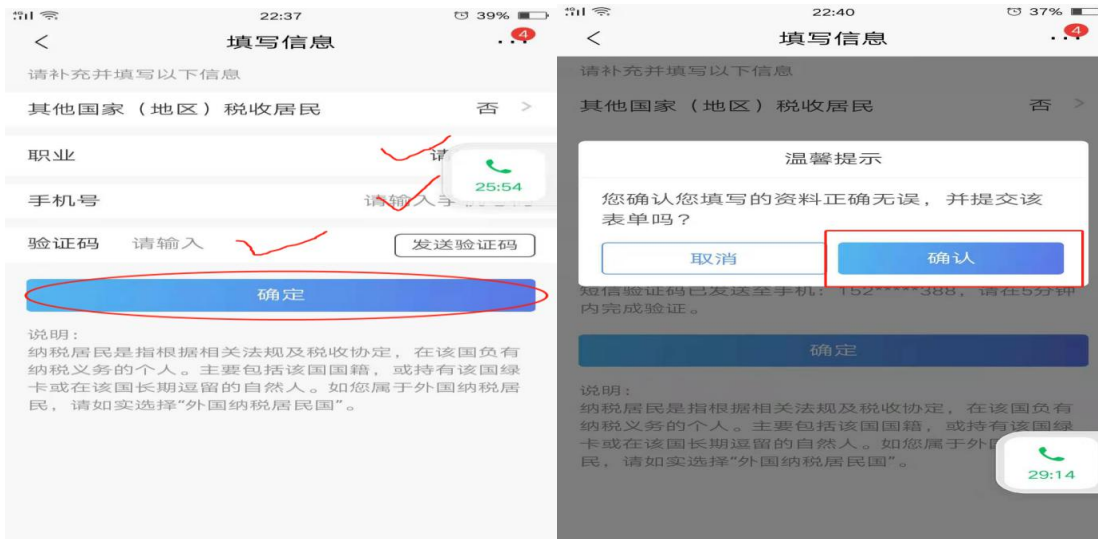 22:37
39%
填写信息
4
请补充并填写以下信息
其他国家（地区）税收居民
否
职业
请
25:54
手机号
请输入手
验证码
请输入
发送验证码
确定
说明：
纳税居民是指根据相关法规及税收协定，在该国负有
纳税义务的个人。主要包括该国国籍，或持有该国绿
卡或在该国长期逗留的自然人。如您属于外国纳税居
民，请如实选择“外国纳税居民国”。
22:40
37%
填写信息
4
请补充并填写以下信息
其他国家（地区）税收居民
否
温馨提示
您确认您填写的资料正确无误，并提交该
表单吗？
取消
确认
短信验证码已发送至手机：152*****388，请在5分钟
内完成验证。
确定
说明：
纳税居民是指根据相关法规及税收协定，在该国负有
纳税义务的个人。主要包括该国国籍，或持有该国绿
卡或在该国长期逗留的自然人。如您属于外国
民，请如实选择“外国纳税居民国”。
29:14